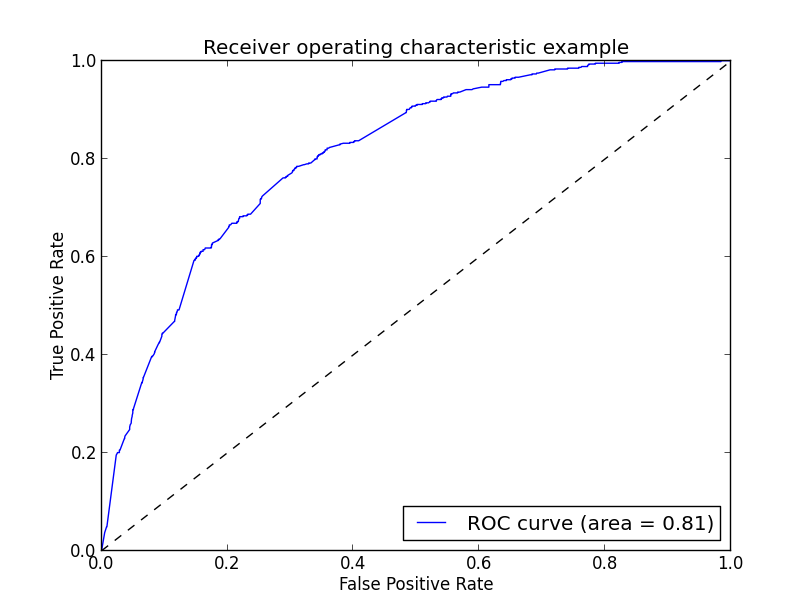 Receiver operating characteristic example
1.0
0.8
0.6
0.4
0.2
0.0
True Positive Rate
ROC curve (area = 0.81)
0.0 0.2 0.4 0.6 0.8 1.0
False Positive Rate